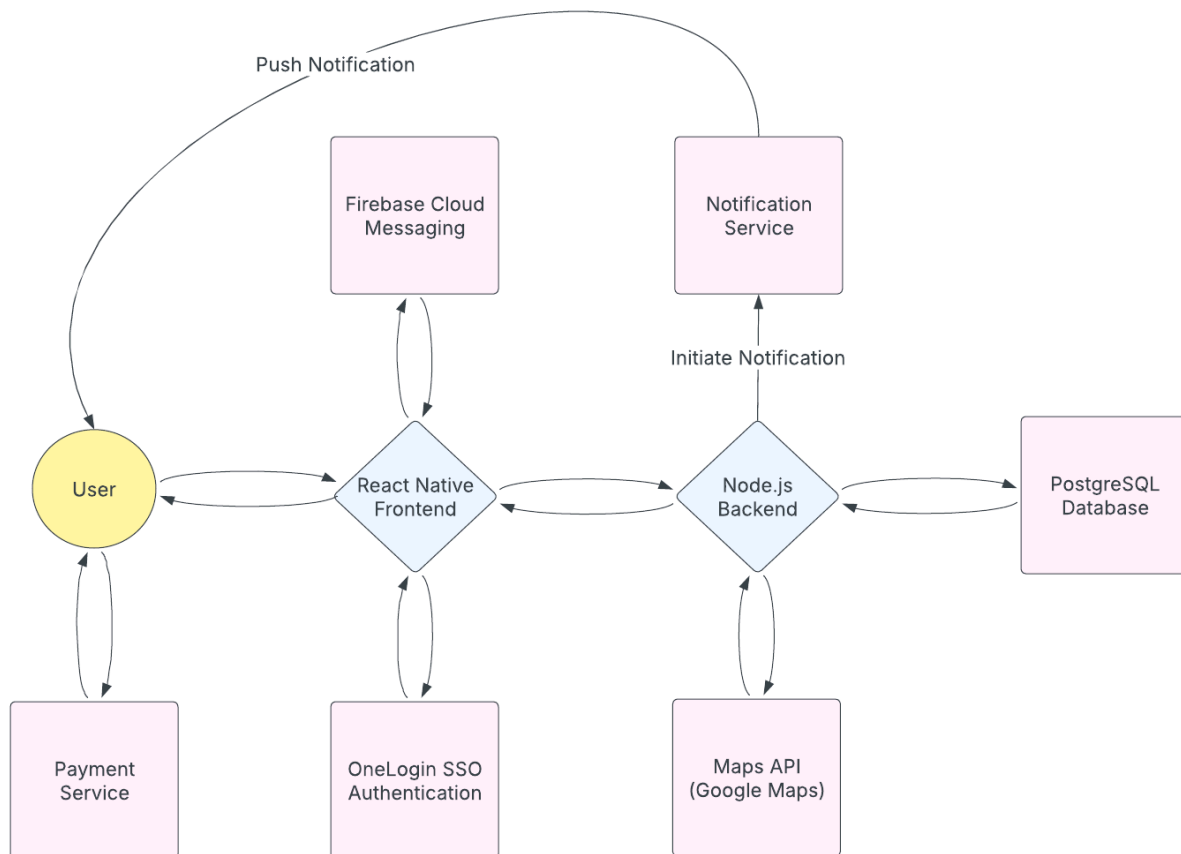 Push Notification
Firebase Cloud
Messaging
Notification
Service
Initiate Notification
User
React Native
Frontend
Node.js
Backend
PostgreSQL
Database
Payment
Service
OneLogin SSO
Authentication
Maps API
(Google Maps)